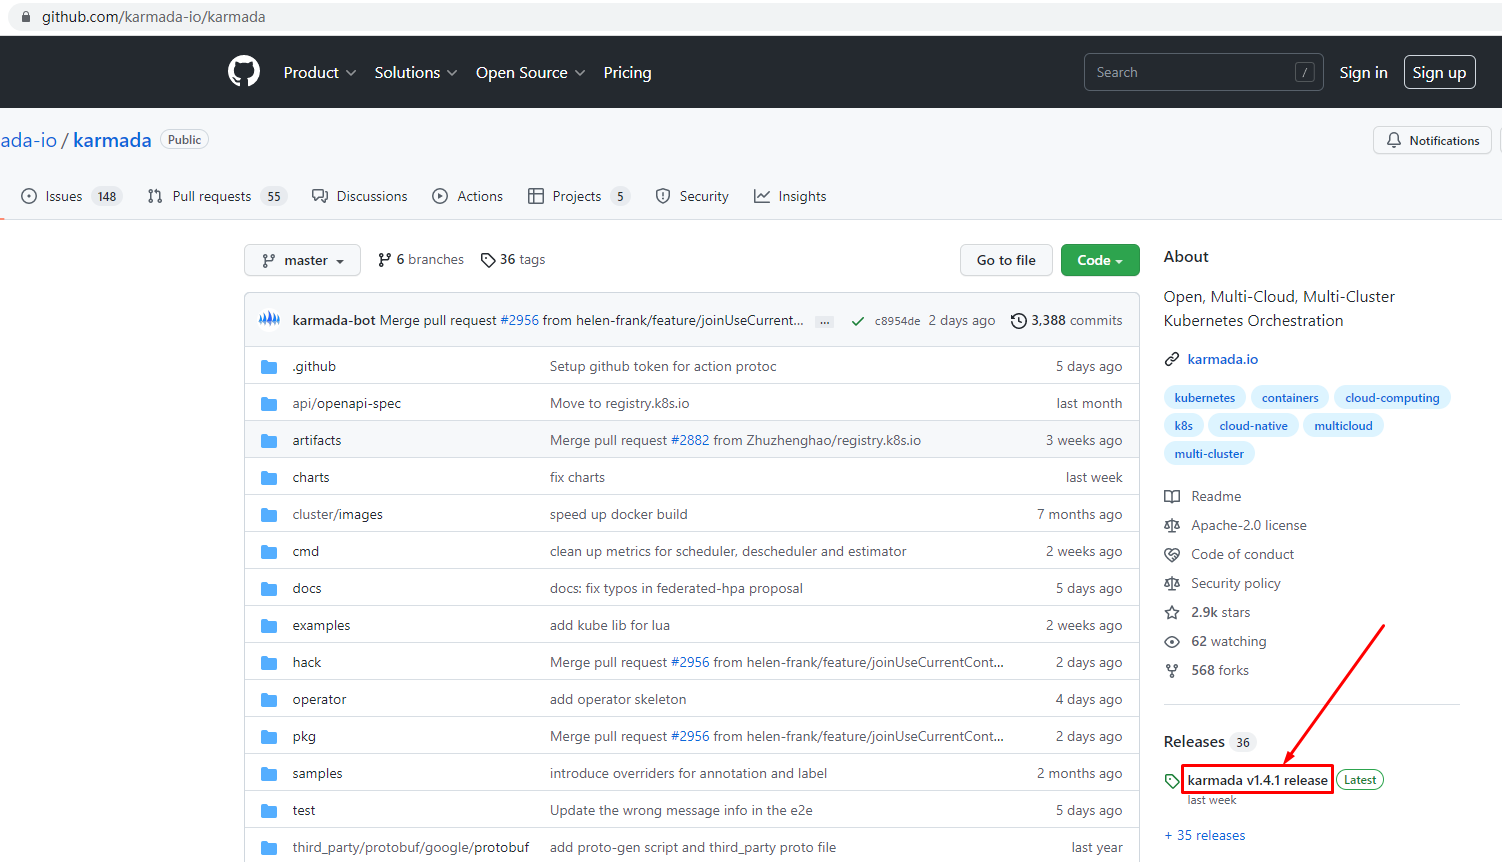 github.com/karmada-io/karmada
Product Solutions Open Source Pricing Search / Sign in Sign up
ada-io / karmada Public Notifications
Issues 148 Pull requests 55 Discussions Actions Projects 5 Security Insights
master 6 branches 36 tags Go to file Code
karmada-bot Merge pull request #2956 from helen-frank/feature/joinUseCurrent... ... c8954de 2 days ago 3,388 commits
.github Setup github token for action protoc 5 days ago
api/openapi-spec Move to registry.k8s.io last month
artifacts Merge pull request #2882 from Zhuzhenghao/registry.k8s.io 3 weeks ago
charts fix charts last week
cluster/images speed up docker build 7 months ago
cmd clean up metrics for scheduler, descheduler and estimator 2 weeks ago
docs docs: fix typos in federated-hpa proposal 5 days ago
examples add kube lib for lua 2 weeks ago
hack Merge pull request #2956 from helen-frank/feature/joinUseCurrentCont... 2 days ago
operator add operator skeleton 4 days ago
pkg Merge pull request #2956 from helen-frank/feature/joinUseCurrentCont... 2 days ago
samples introduce overriders for annotation and label 2 months ago
test Update the wrong message info in the e2e 5 days ago
third_party/protobuf/google/protobuf add proto-gen script and third_party proto file last year
About
Open, Multi-Cloud, Multi-Cluster
Kubernetes Orchestration
karmada.io
kubernetes containers cloud-computing
k8s cloud-native multicloud
multi-cluster
Readme
Apache-2.0 license
Code of conduct
Security policy
2.9k stars
62 watching
568 forks
Releases 36
karmada v1.4.1 release Latest
last week
+ 35 releases